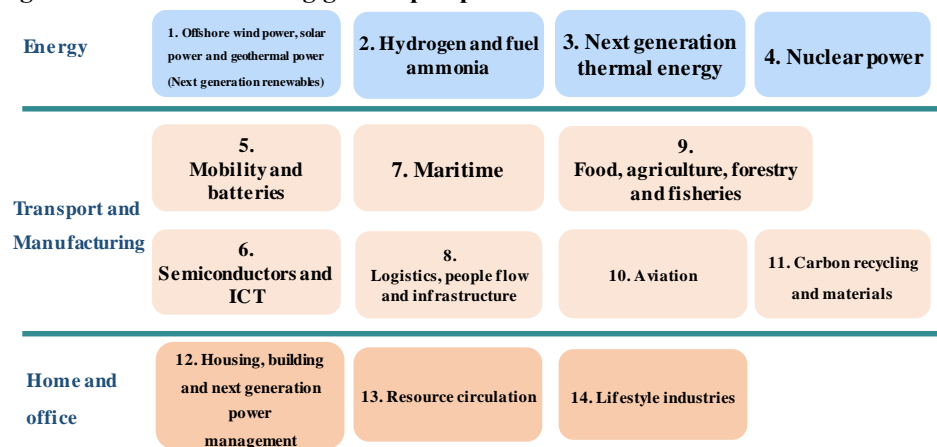 Energy
1. Offshore wind power, solar
power and geothermal power
(Next generation renewables)
2. Hydrogen and fuel
ammonia
3. Next generation
thermal energy
4. Nuclear power
Transport and
Manufacturing
5.
Mobility and
batteries
7. Maritime
9.
Food, agriculture, forestry
and fisheries
6.
Semiconductors and
ICT
8.
Logistics, people flow
and infrastructure
10. Aviation
11. Carbon recycling
and materials
Home and
office
12. Housing, building
and next generation
power
management
13. Resource circulation
14. Lifestyle industries